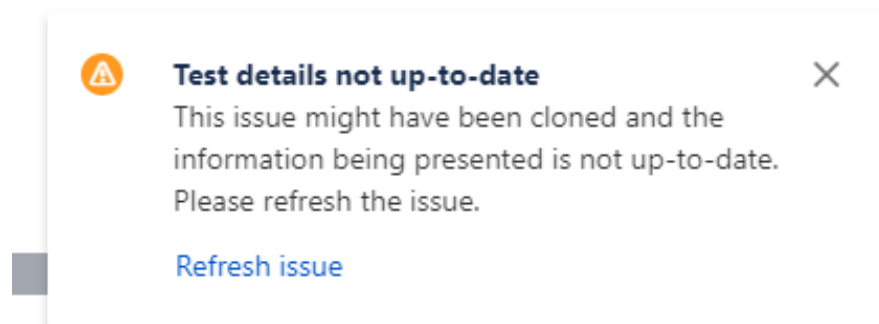 Test details not up-to-date
This issue might have been cloned and the
information being presented is not up-to-date.
Please refresh the issue.
Refresh issue